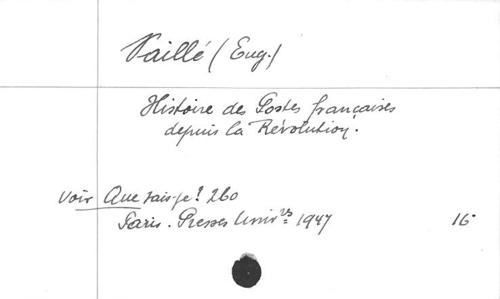 Vaillé (Eug.)
Histoire des Postes françaises
depuis la Révolution.
voir Que sais-je! 260
Paris. Presses Univ.res 1947 16°